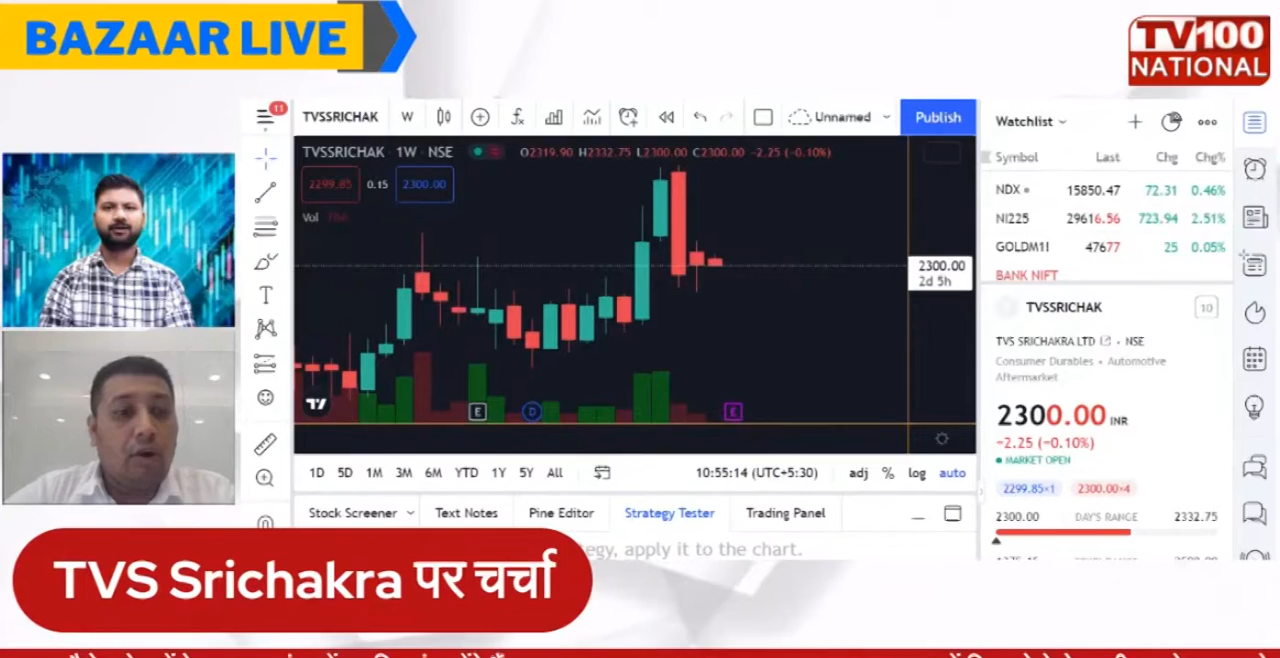 BAZAAR LIVE
TV100
NATIONAL
11
TVSSRICHAK W Unnamed Publish
TVSSRICHAK 1W NSE O2319.90 H2332.75 L2300.00 C2300.00 −2.25 (−0.10%)
2299.85 0.15 2300.00
Vol
2300.00
2d 5h
E D E
1D 5D 1M 3M 6M YTD 1Y 5Y All 10:55:14 (UTC+5:30) adj % log auto
Stock Screener Text Notes Pine Editor Strategy Tester Trading Panel
egy, apply it to the chart.
Watchlist
Symbol Last Chg Chg%
NDX 15850.47 72.31 0.46%
NI225 29616.56 723.94 2.51%
GOLDM1! 47677 25 0.05%
BANK NIFT
TVSSRICHAK 10
TVS SRICHAKRA LTD • NSE
Consumer Durables • Automotive
Aftermarket
2300.00 INR
−2.25 (−0.10%)
MARKET OPEN
2299.85×1 2300.00×4
2300.00 DAY'S RANGE 2332.75
TVS Srichakra पर चर्चा